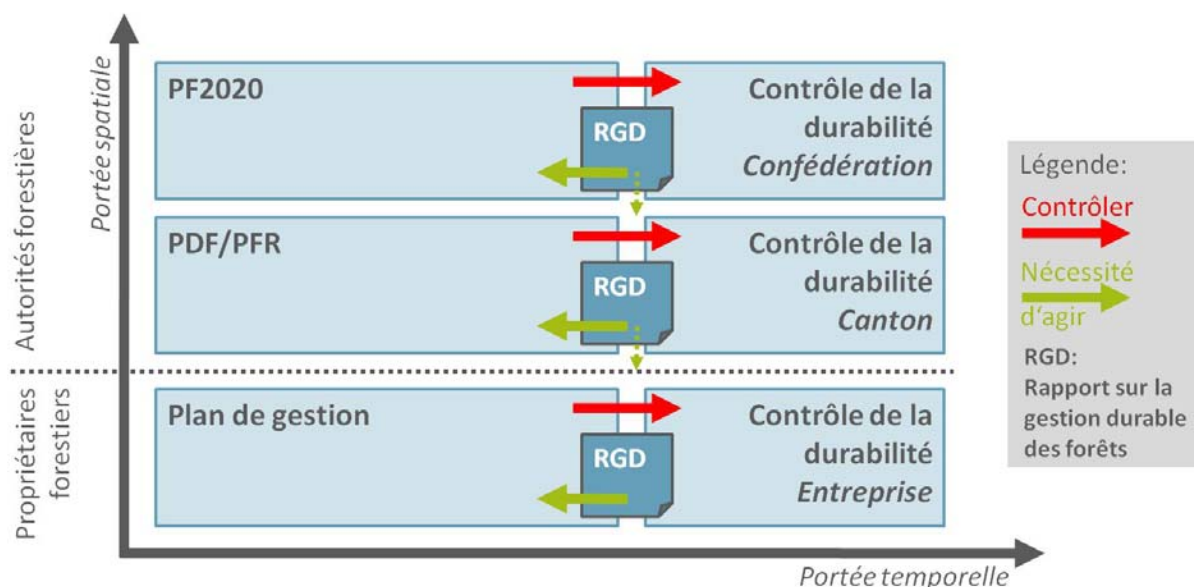 Autorités forestières
Portée spatiale
PF2020
RGD
Contrôle de la
durabilité
Confédération
PDF/PFR
RGD
Contrôle de la
durabilité
Canton
Propriétaires
forestiers
Plan de gestion
RGD
Contrôle de la
durabilité
Entreprise
Portée temporelle
Légende:
Contrôler
Nécessité
d‘agir
RGD:
Rapport sur la
gestion durable
des forêts